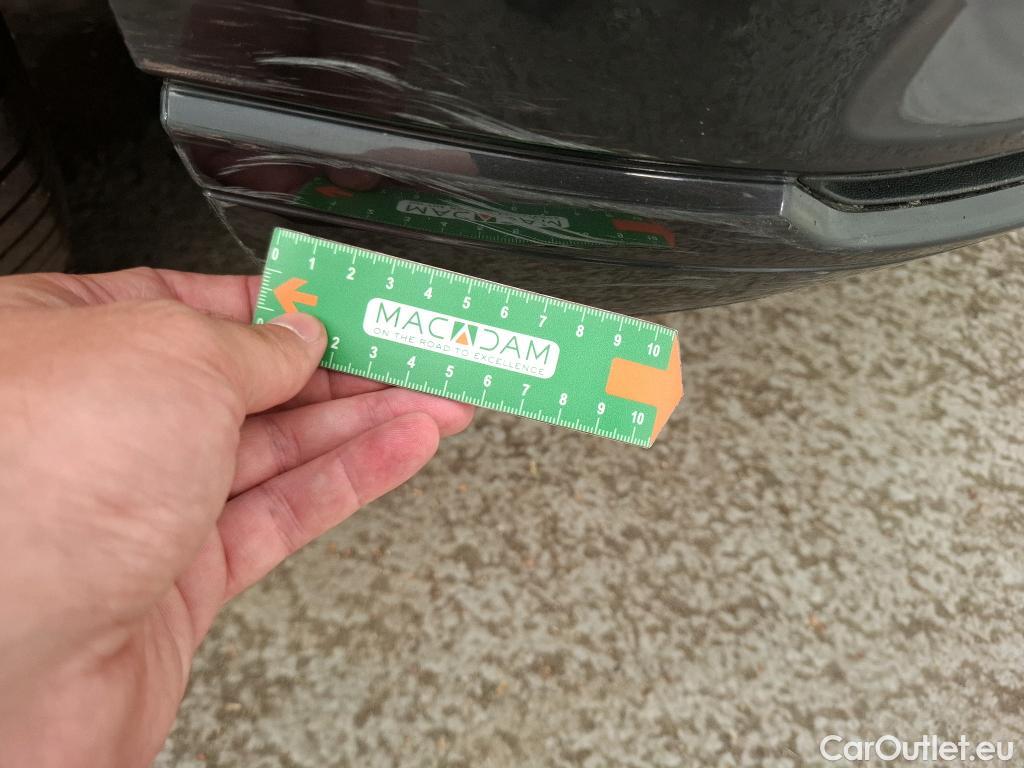 0 1 2 3 4 5 6 7 8 9 10
MACADAM
ON THE ROAD TO EXCELLENCE
0 2 3 4 5 6 7 8 9 10
CarOutlet.eu